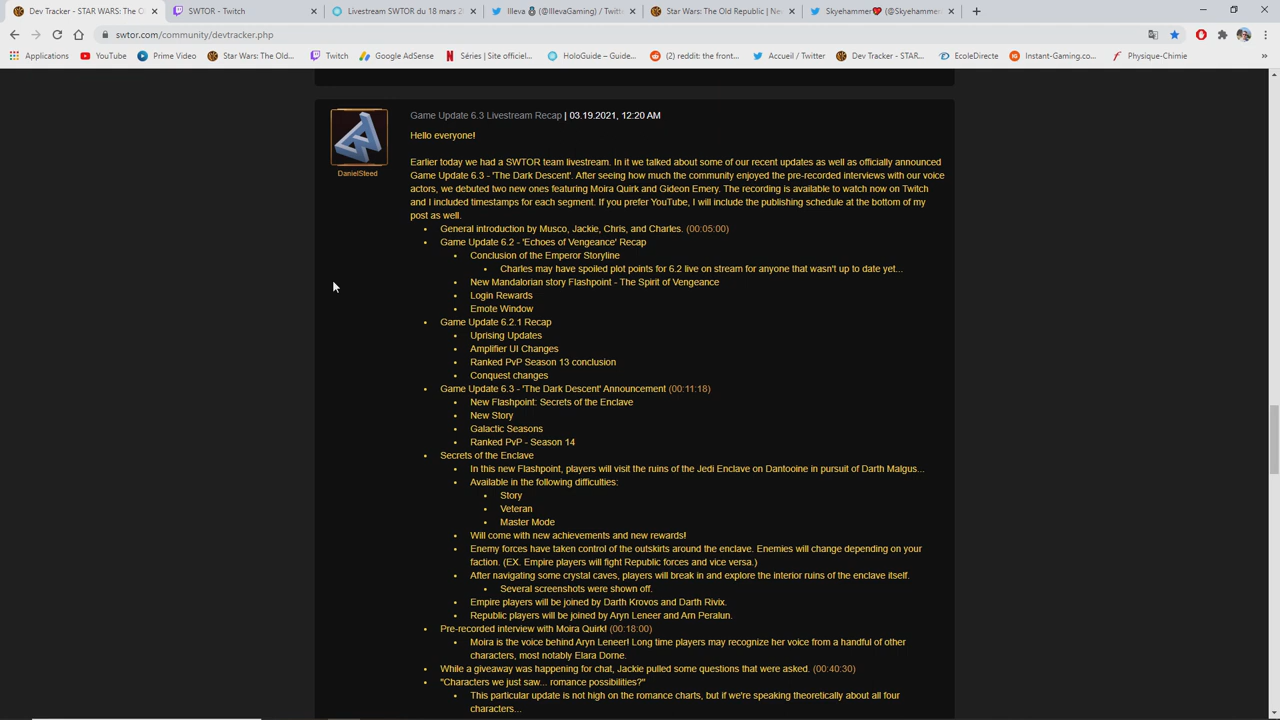 Dev Tracker - STAR WARS: The O
SWTOR - Twitch
Livestream SWTOR du 18 mars 2
Illeva (@IllevaGaming) / Twitte
Star Wars: The Old Republic | Ne
Skyehammer (@Skyehammer
swtor.com/community/devtracker.php
Applications
YouTube
Prime Video
Star Wars: The Old...
Twitch
Google AdSense
Séries | Site officiel...
HoloGuide – Guide...
(2) reddit: the front...
Accueil / Twitter
Dev Tracker - STAR...
EcoleDirecte
Instant-Gaming.co...
Physique-Chimie
»
Game Update 6.3 Livestream Recap | 03.19.2021, 12:20 AM
DanielSteed
Hello everyone!
Earlier today we had a SWTOR team livestream. In it we talked about some of our recent updates as well as officially announced
Game Update 6.3 - 'The Dark Descent'. After seeing how much the community enjoyed the pre-recorded interviews with our voice
actors, we debuted two new ones featuring Moira Quirk and Gideon Emery. The recording is available to watch now on Twitch
and I included timestamps for each segment. If you prefer YouTube, I will include the publishing schedule at the bottom of my
post as well.
• General introduction by Musco, Jackie, Chris, and Charles. (00:05:00)
• Game Update 6.2 - 'Echoes of Vengeance' Recap
• Conclusion of the Emperor Storyline
• Charles may have spoiled plot points for 6.2 live on stream for anyone that wasn't up to date yet...
• New Mandalorian story Flashpoint - The Spirit of Vengeance
• Login Rewards
• Emote Window
• Game Update 6.2.1 Recap
• Uprising Updates
• Amplifier UI Changes
• Ranked PvP Season 13 conclusion
• Conquest changes
• Game Update 6.3 - 'The Dark Descent' Announcement (00:11:18)
• New Flashpoint: Secrets of the Enclave
• New Story
• Galactic Seasons
• Ranked PvP - Season 14
• Secrets of the Enclave
• In this new Flashpoint, players will visit the ruins of the Jedi Enclave on Dantooine in pursuit of Darth Malgus...
• Available in the following difficulties:
• Story
• Veteran
• Master Mode
• Will come with new achievements and new rewards!
• Enemy forces have taken control of the outskirts around the enclave. Enemies will change depending on your
faction. (EX. Empire players will fight Republic forces and vice versa.)
• After navigating some crystal caves, players will break in and explore the interior ruins of the enclave itself.
• Several screenshots were shown off.
• Empire players will be joined by Darth Krovos and Darth Rivix.
• Republic players will be joined by Aryn Leneer and Arn Peralun.
• Pre-recorded interview with Moira Quirk! (00:18:00)
• Moira is the voice behind Aryn Leneer! Long time players may recognize her voice from a handful of other
characters, most notably Elara Dorne.
• While a giveaway was happening for chat, Jackie pulled some questions that were asked. (00:40:30)
• "Characters we just saw... romance possibilities?"
• This particular update is not high on the romance charts, but if we're speaking theoretically about all four
characters...